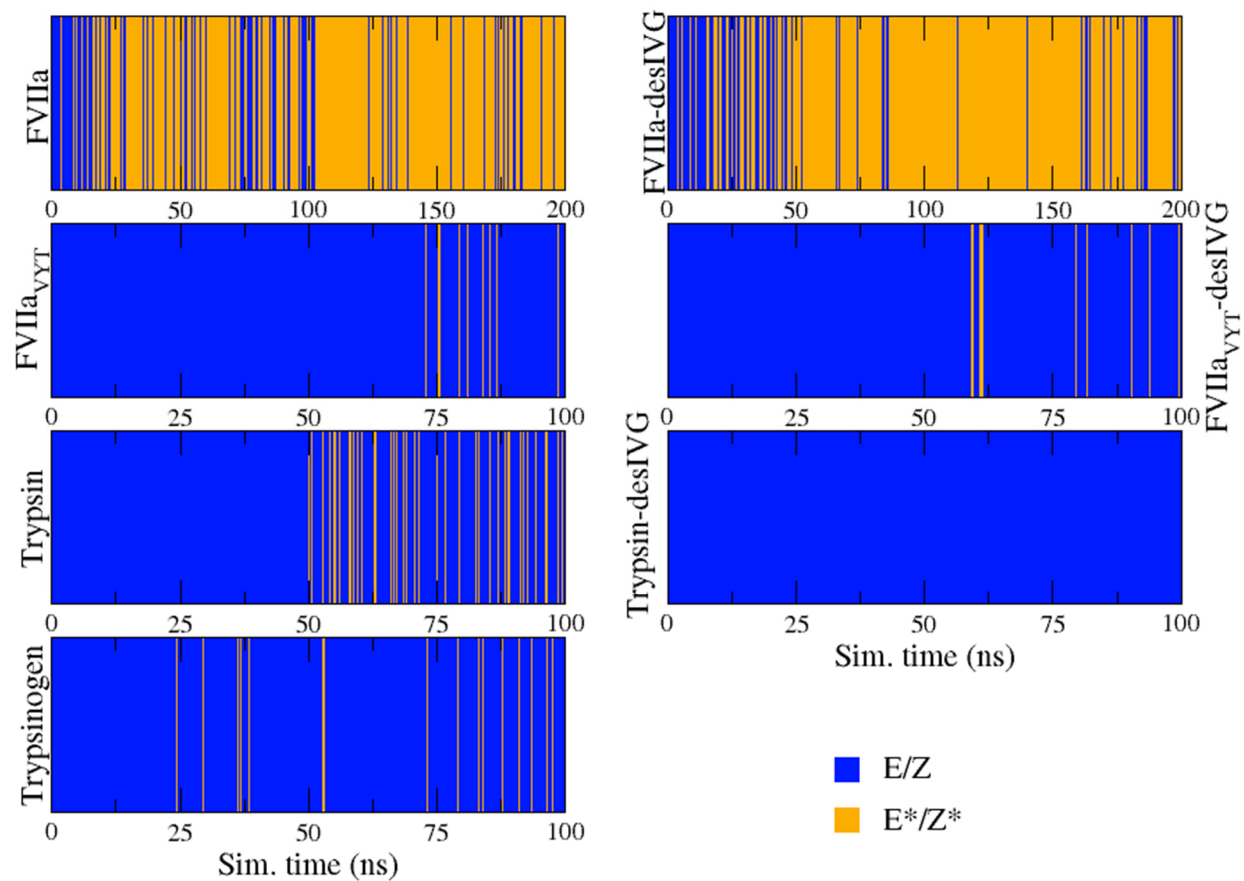 FVIIa
0 50 100 150 200
FVIIa-desIVG
0 50 100 150 200
FVIIaVYT
0 25 50 75 100
FVIIaVYT-desIVG
0 25 50 75 100
Trypsin
0 25 50 75 100
Trypsin-desIVG
0 25 50 75 100
Sim. time (ns)
Trypsinogen
0 25 50 75 100
Sim. time (ns)
E/Z
E*/Z*